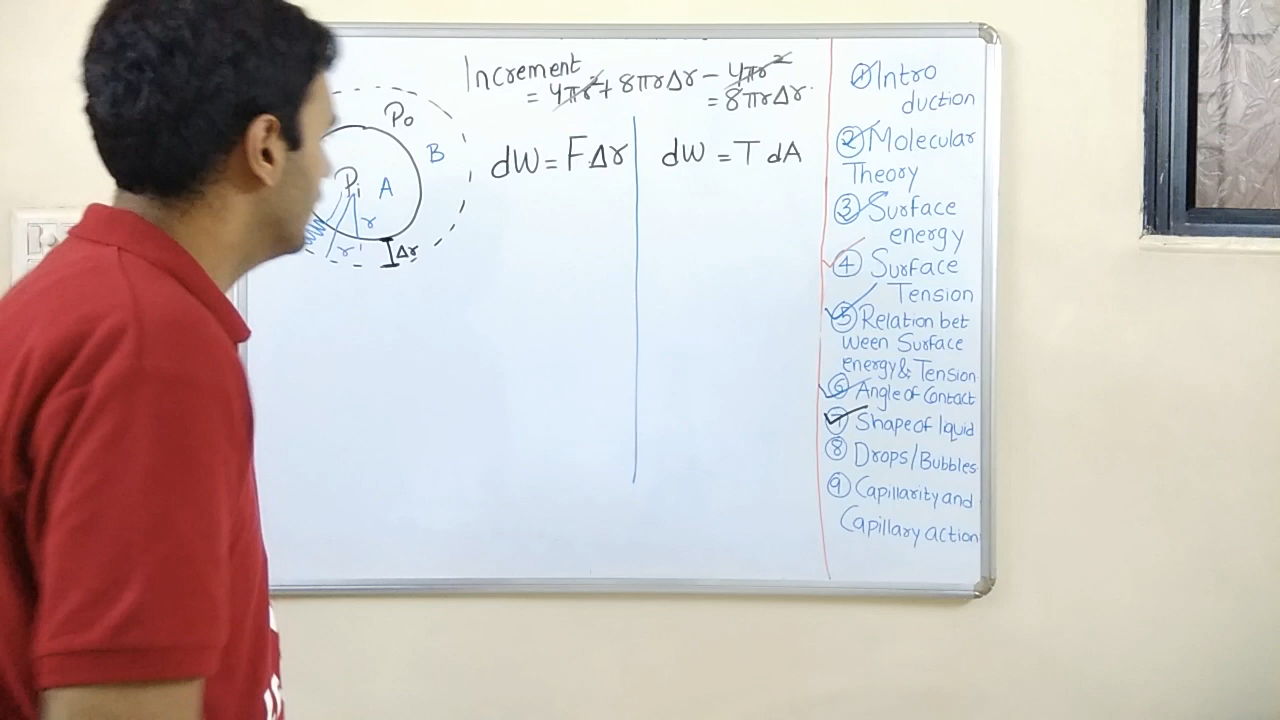 Increment
= 4πr² + 8πrΔr − 4πr²
= 8πrΔr.
Po
B
Pi
A
r
r
Δr
dW = FΔr
dW = T dA
① Intro
duction
② Molecular
Theory
③ Surface
energy
④ Surface
Tension
⑤ Relation bet
ween Surface
energy & Tension
⑥ Angle of Contact
⑦ Shape of liquid
⑧ Drops/Bubbles
⑨ Capillarity and
Capillary action